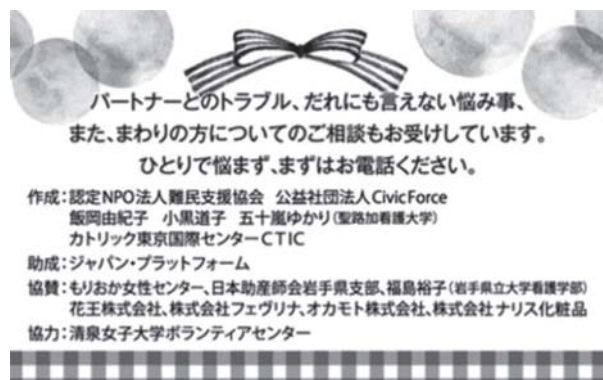 パートナーとのトラブル、だれにも言えない悩み事、
また、まわりの方についてのご相談もお受けしています。
ひとりで悩まず、まずはお電話ください。
作成:認定NPO法人難民支援協会 公益社団法人CivicForce
飯岡由紀子 小黒道子 五十嵐ゆかり(聖路加看護大学)
カトリック東京国際センターCTIC
助成:ジャパン・プラットフォーム
協賛:もりおか女性センター、日本助産師会岩手県支部、福島裕子(岩手県立大学看護学部)
花王株式会社、株式会社フェヴリナ、オカモト株式会社、株式会社ナリス化粧品
協力:清泉女子大学ボランティアセンター